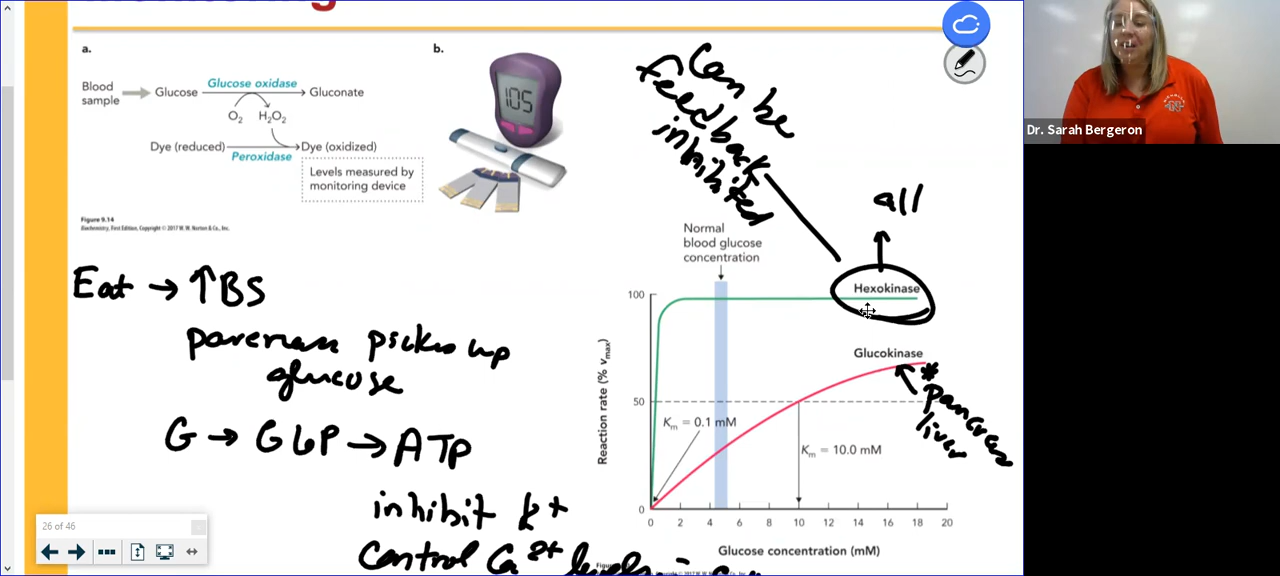 a.
b.
Blood
sample
Glucose
Glucose oxidase
Gluconate
O₂
H₂O₂
Dye (reduced)
Peroxidase
Dye (oxidized)
Levels measured by
monitoring device
105
Figure 9.14
Biochemistry, First Edition, Copyright © 2017 W. W. Norton & Co., Inc.
Can be
feedback
inhibited
all
Dr. Sarah Bergeron
Eat → ↑BS
pancreas picks up
glucose
G → G6P → ATP
inhibit K+
control Ca²⁺ levels
Normal
blood glucose
concentration
Hexokinase
Glucokinase
* pancreas
liver
Reaction rate (% vmax)
100
50
0
Km = 0.1 mM
Km = 10.0 mM
0 2 4 6 8 10 12 14 16 18 20
Glucose concentration (mM)
26 of 46